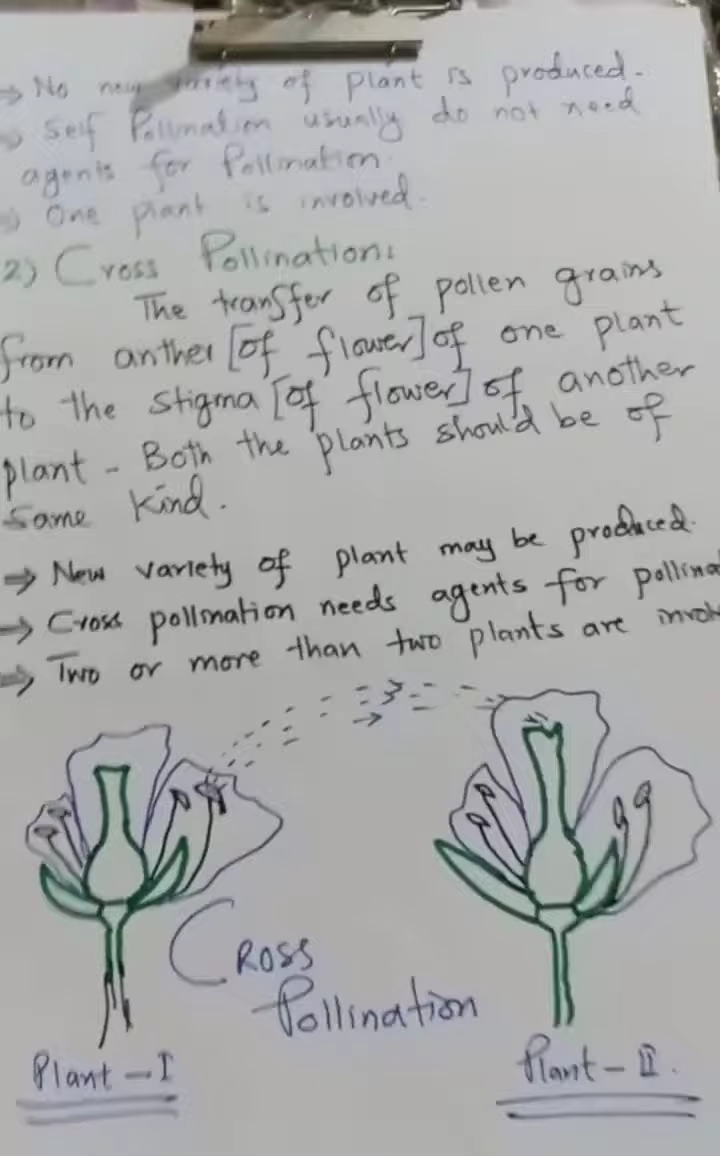 → No new variety of plant is produced.
→ Self Pollination usually do not need
agents for Pollination.
→ One plant is involved.
2) Cross Pollination:
The transfer of pollen grains
from anther [of flower] of one plant
to the stigma [of flower] of another
plant - Both the plants should be of
same kind.
⇒ New variety of plant may be produced.
→ Cross pollination needs agents for pollina
⇒ Two or more than two plants are invol
CROSS
Pollination
Plant - I
Plant - II.